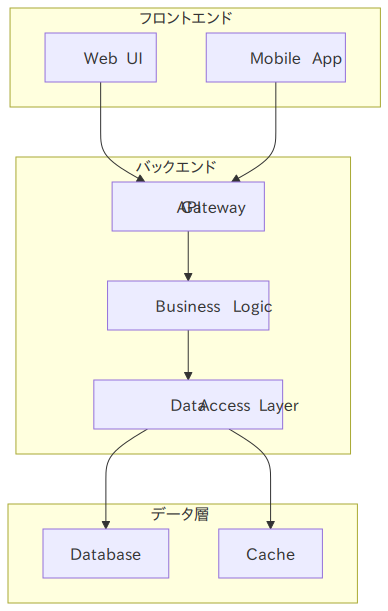 フロントエンド
Web UI
Mobile App
バックエンド
API Gateway
Business Logic
Data Access Layer
データ層
Database
Cache